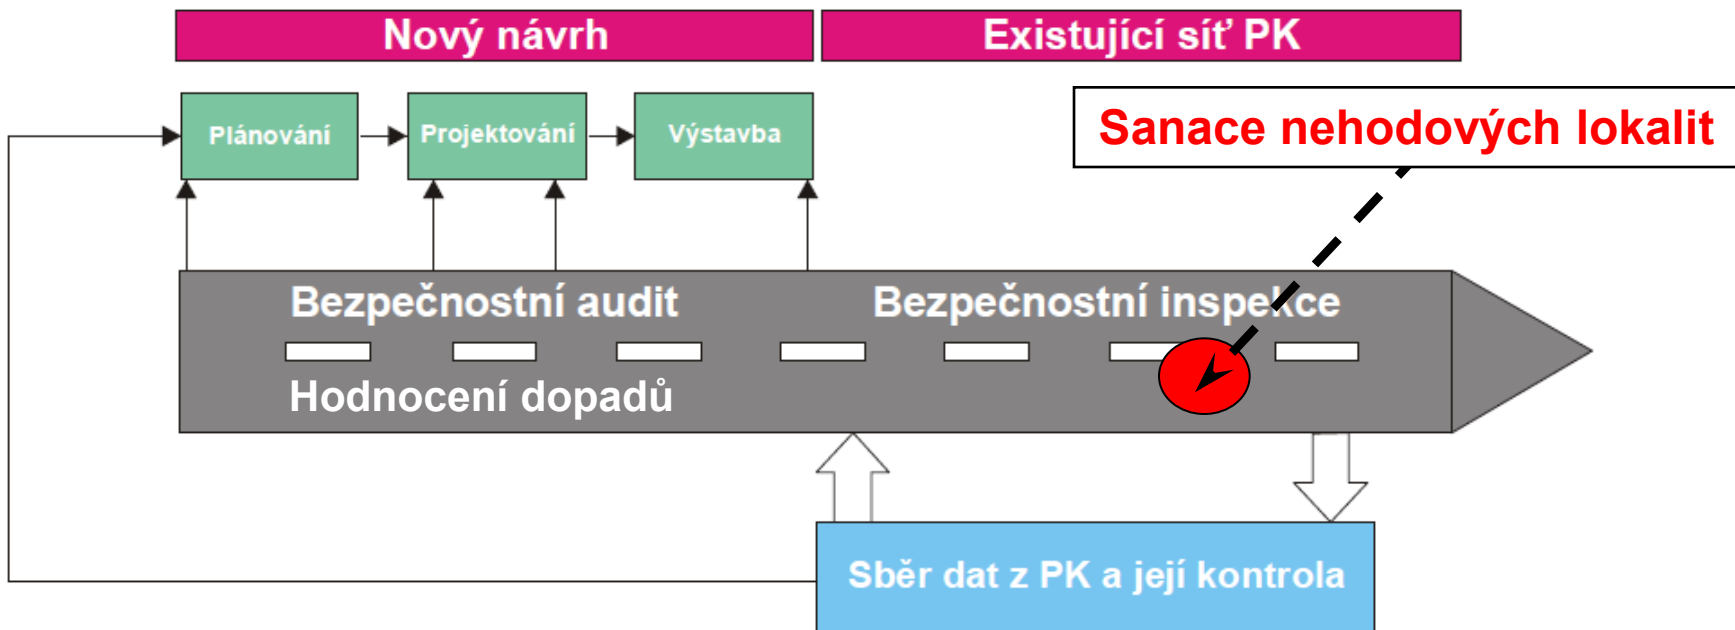 Nový návrh
Existující síť PK
Plánování
Projektování
Výstavba
Sanace nehodových lokalit
Bezpečnostní audit
Bezpečnostní inspekce
Hodnocení dopadů
Sběr dat z PK a její kontrola